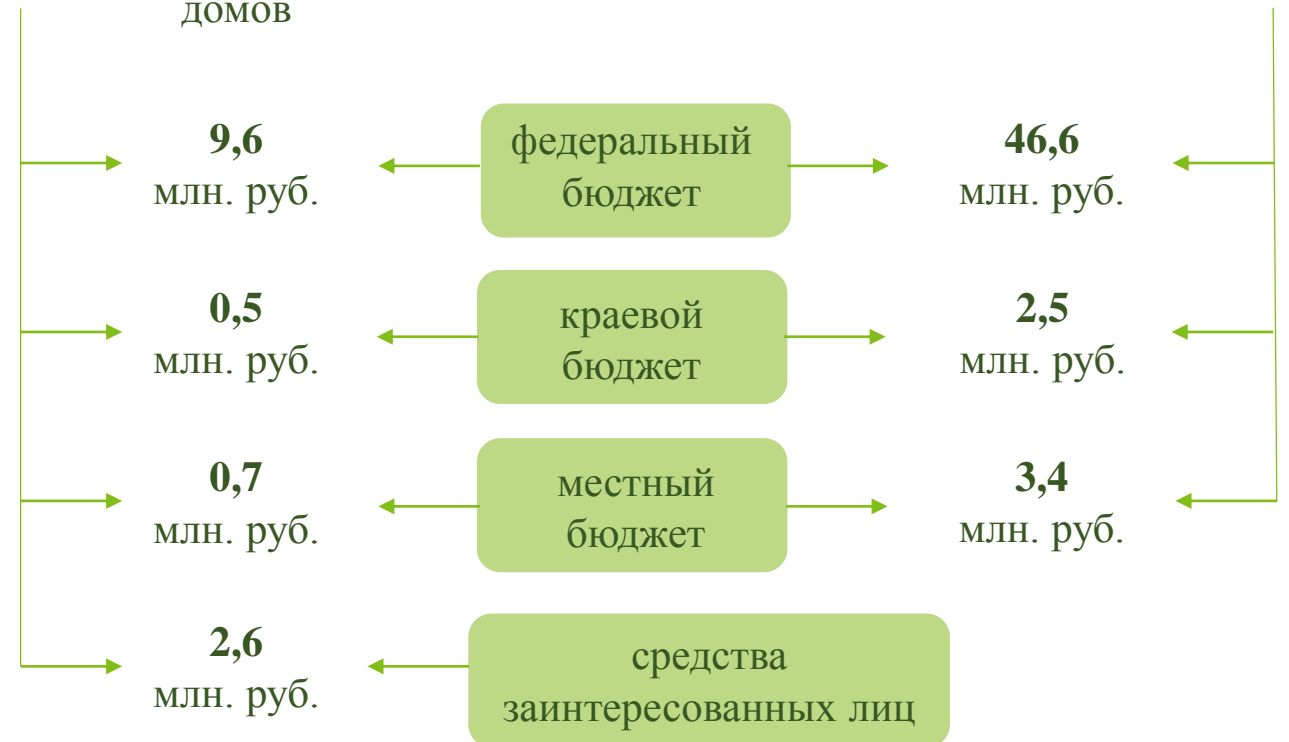 домов
9,6
млн. руб.
федеральный
бюджет
46,6
млн. руб.
0,5
млн. руб.
краевой
бюджет
2,5
млн. руб.
0,7
млн. руб.
местный
бюджет
3,4
млн. руб.
2,6
млн. руб.
средства
заинтересованных лиц